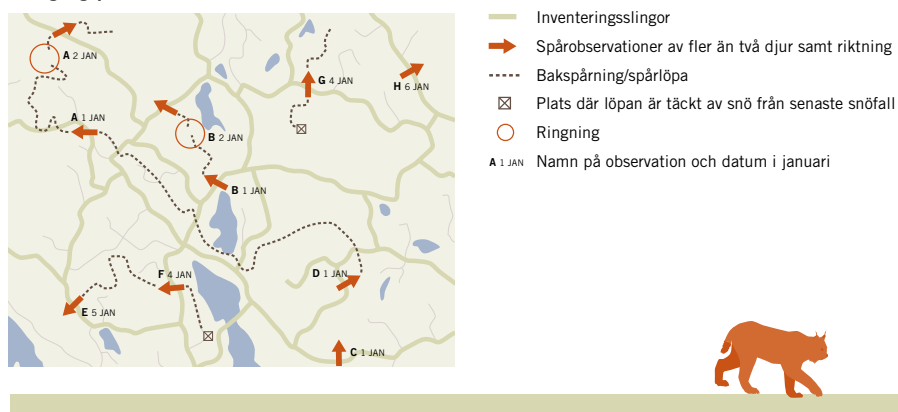 A 2 JAN
G 4 JAN
H 6 JAN
A 1 JAN
B 2 JAN
B 1 JAN
F 4 JAN
D 1 JAN
E 5 JAN
C 1 JAN
Inventeringsslingor
Spårobservationer av fler än två djur samt riktning
Bakspårning/spårlöpa
Plats där löpan är täckt av snö från senaste snöfall
Ringning
A 1 JAN Namn på observation och datum i januari